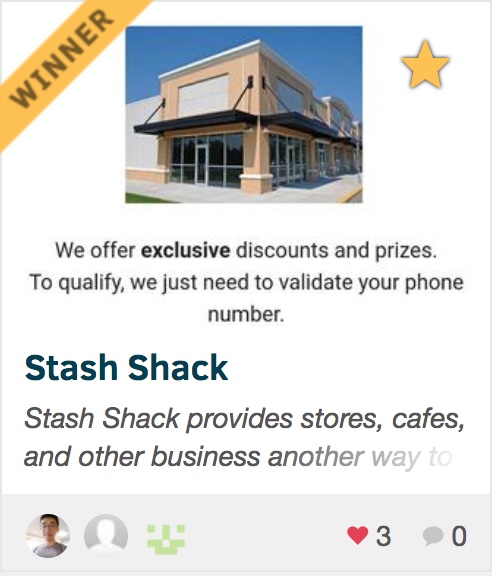 WINNER
We offer exclusive discounts and prizes.
To qualify, we just need to validate your phone
number.
Stash Shack
Stash Shack provides stores, cafes,
and other business another way to
3
0